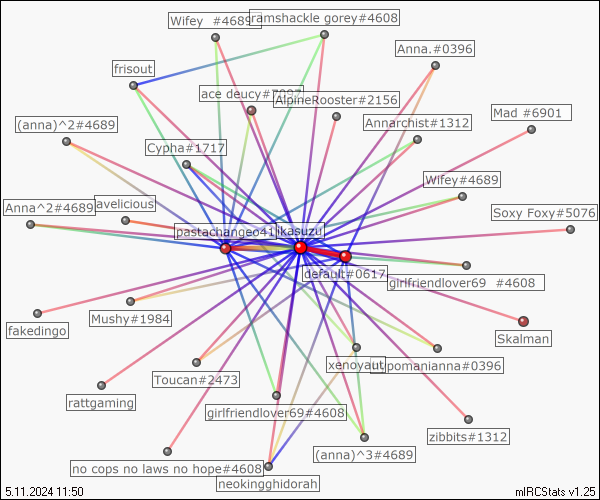 Wifey #4689
ramshackle gorey#4608
Anna.#0396
frisout
ace deucy#7097
AlpineRooster#2156
Mad #6901
(anna)^2#4689
Annarchist#1312
Cypha#1717
Wifey#4689
Anna^2#4689
avelicious
Soxy Foxy#5076
pastachangeo41
ikasuzu
default#0617
girlfriendlover69 #4608
fakedingo
Mushy#1984
Skalman
Toucan#2473
xenoyaut
pomanianna#0396
rattgaming
girlfriendlover69#4608
zibbits#1312
(anna)^3#4689
no cops no laws no hope#4608
neokingghidorah
5.11.2024 11:50
mIRCStats v1.25